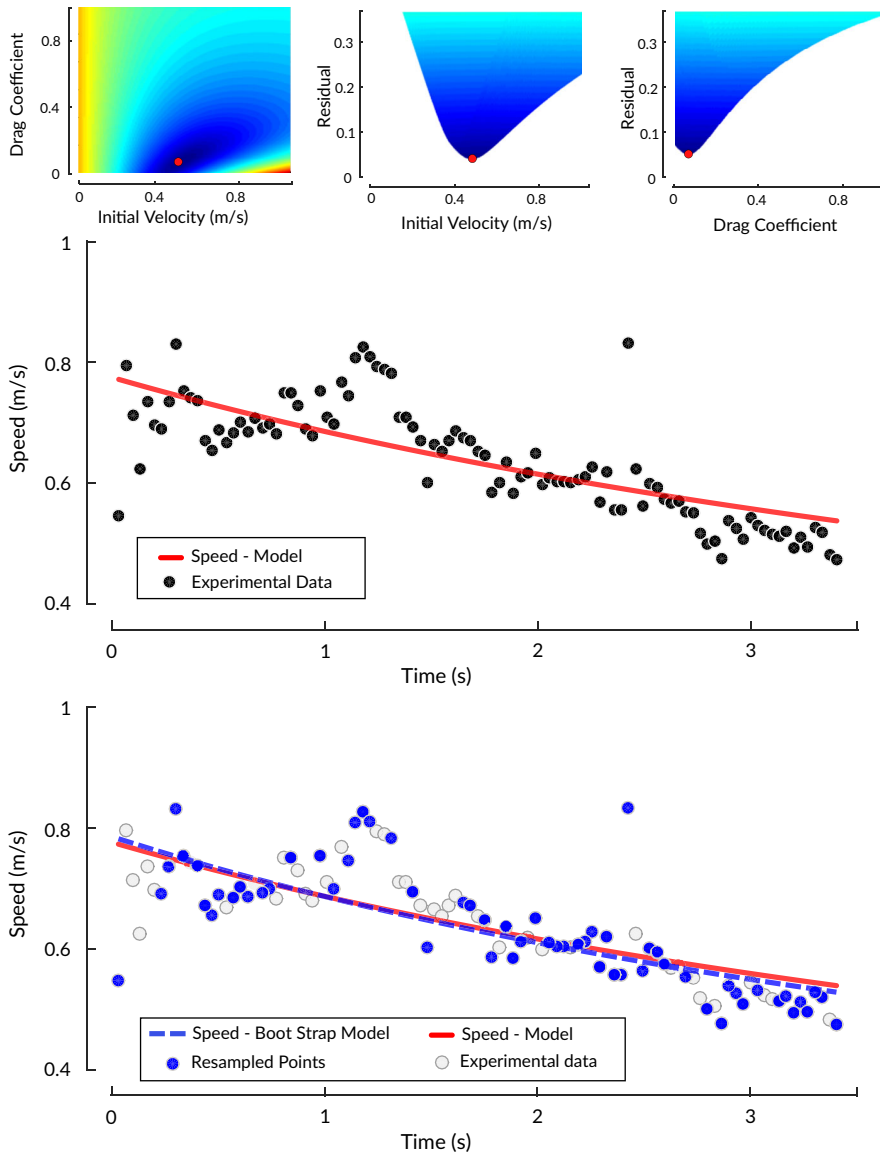 Drag Coefficient
0.8
0.4
0
0
0.4
0.8
Initial Velocity (m/s)
Residual
0.3
0.2
0.1
0
0
0.4
0.8
Initial Velocity (m/s)
Residual
0.3
0.2
0.1
0
0
0.4
0.8
Drag Coefficient
Speed (m/s)
1
0.8
0.6
0.4
Speed - Model
Experimental Data
0
1
2
3
Time (s)
Speed (m/s)
1
0.8
0.6
0.4
Speed - Boot Strap Model
Speed - Model
Resampled Points
Experimental data
0
1
2
3
Time (s)